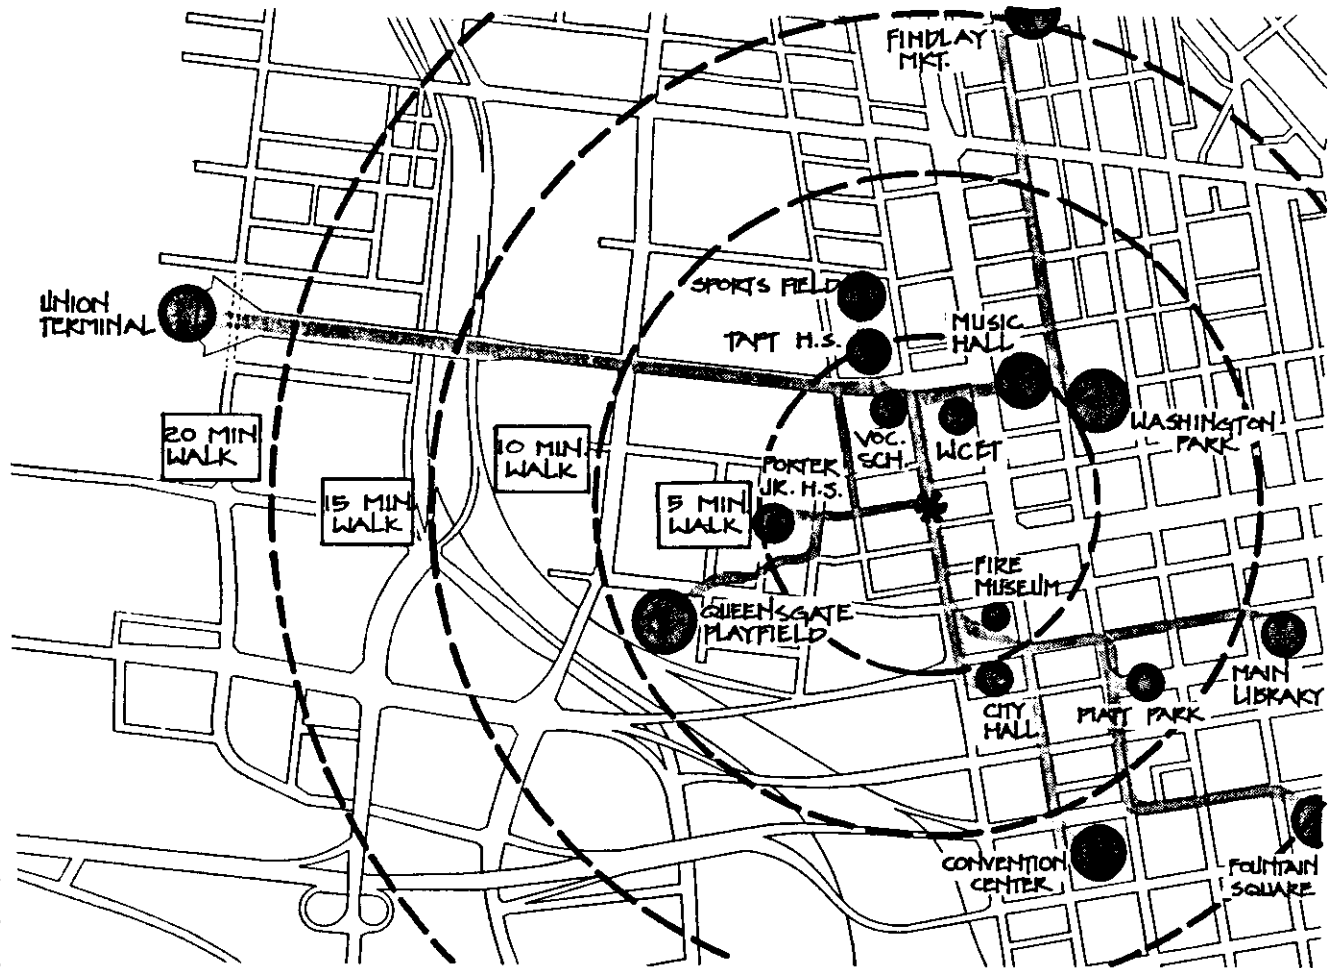 FINDLAY
MKT.
UNION
TERMINAL
SPORTS FIELD
TAFT H.S.
MUSIC
HALL
20 MIN
WALK
15 MIN
WALK
10 MIN
WALK
5 MIN
WALK
VOC.
SCH.
WCET
WASHINGTON
PARK
PORTER
JR. H.S.
FIRE
MUSEUM
QUEENSGATE
PLAYFIELD
CITY
HALL
PIATT PARK
MAIN
LIBRARY
CONVENTION
CENTER
FOUNTAIN
SQUARE